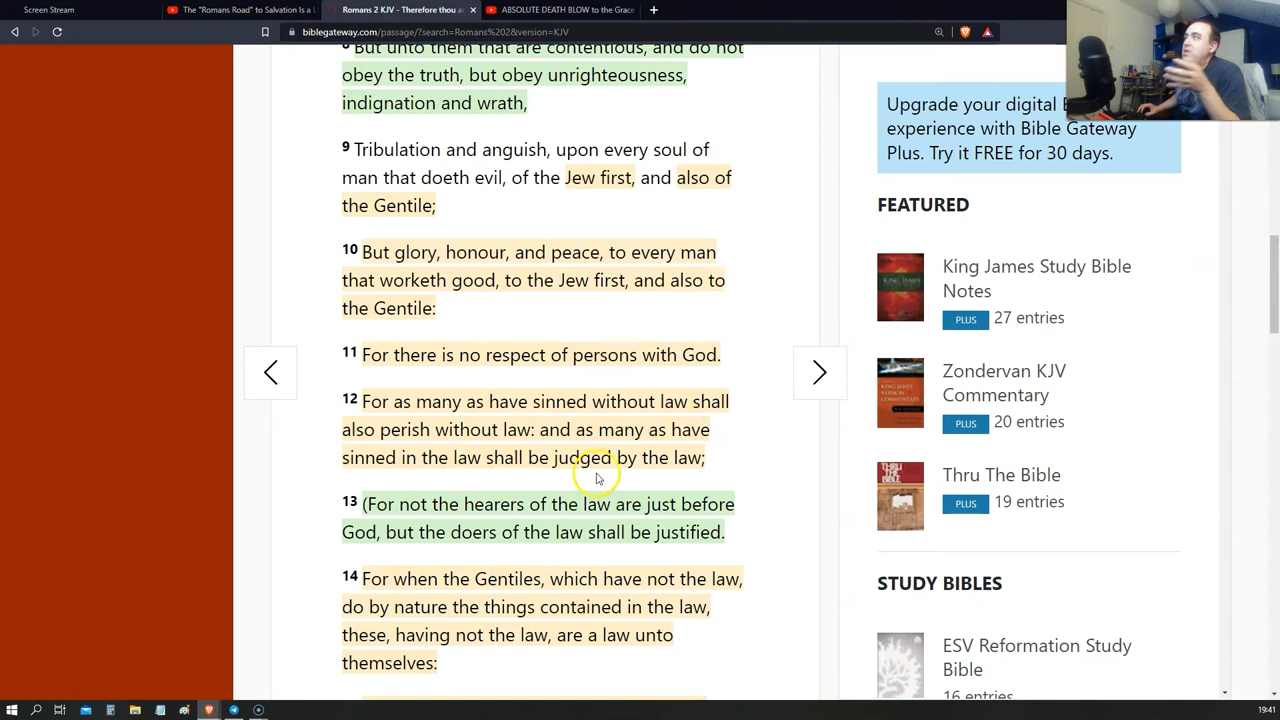 Screen Stream
The "Romans Road" to Salvation Is a L
Romans 2 KJV - Therefore thou a
ABSOLUTE DEATH BLOW to the Grace
biblegateway.com/passage/?search=Romans%202&version=KJV
8 But unto them that are contentious, and do not
obey the truth, but obey unrighteousness,
indignation and wrath,
9 Tribulation and anguish, upon every soul of
man that doeth evil, of the Jew first, and also of
the Gentile;
10 But glory, honour, and peace, to every man
that worketh good, to the Jew first, and also to
the Gentile:
11 For there is no respect of persons with God.
12 For as many as have sinned without law shall
also perish without law: and as many as have
sinned in the law shall be judged by the law;
13 (For not the hearers of the law are just before
God, but the doers of the law shall be justified.
14 For when the Gentiles, which have not the law,
do by nature the things contained in the law,
these, having not the law, are a law unto
themselves:
Upgrade your digital
experience with Bible Gateway
Plus. Try it FREE for 30 days.
FEATURED
King James Study Bible
Notes
PLUS 27 entries
Zondervan KJV
Commentary
PLUS 20 entries
Thru The Bible
PLUS 19 entries
STUDY BIBLES
ESV Reformation Study
Bible
16 entries
19:41